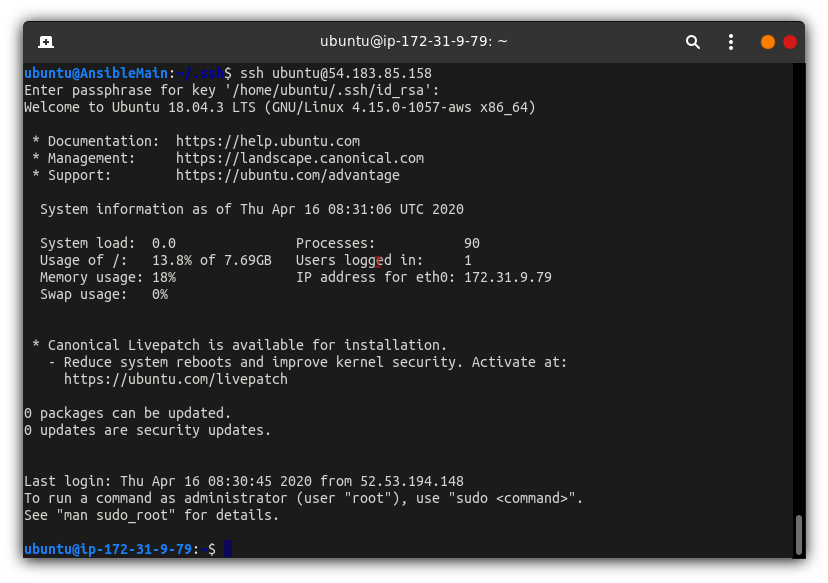 ubuntu@ip-172-31-9-79: ~
ubuntu@AnsibleMain:~/.ssh$ ssh ubuntu@54.183.85.158
Enter passphrase for key '/home/ubuntu/.ssh/id_rsa':
Welcome to Ubuntu 18.04.3 LTS (GNU/Linux 4.15.0-1057-aws x86_64)
* Documentation:  https://help.ubuntu.com
* Management:     https://landscape.canonical.com
* Support:        https://ubuntu.com/advantage
System information as of Thu Apr 16 08:31:06 UTC 2020
System load:  0.0               Processes:           90
Usage of /:   13.8% of 7.69GB   Users logged in:     1
Memory usage: 18%               IP address for eth0: 172.31.9.79
Swap usage:   0%
* Canonical Livepatch is available for installation.
- Reduce system reboots and improve kernel security. Activate at:
https://ubuntu.com/livepatch
0 packages can be updated.
0 updates are security updates.
Last login: Thu Apr 16 08:30:45 2020 from 52.53.194.148
To run a command as administrator (user "root"), use "sudo <command>".
See "man sudo_root" for details.
ubuntu@ip-172-31-9-79:~$